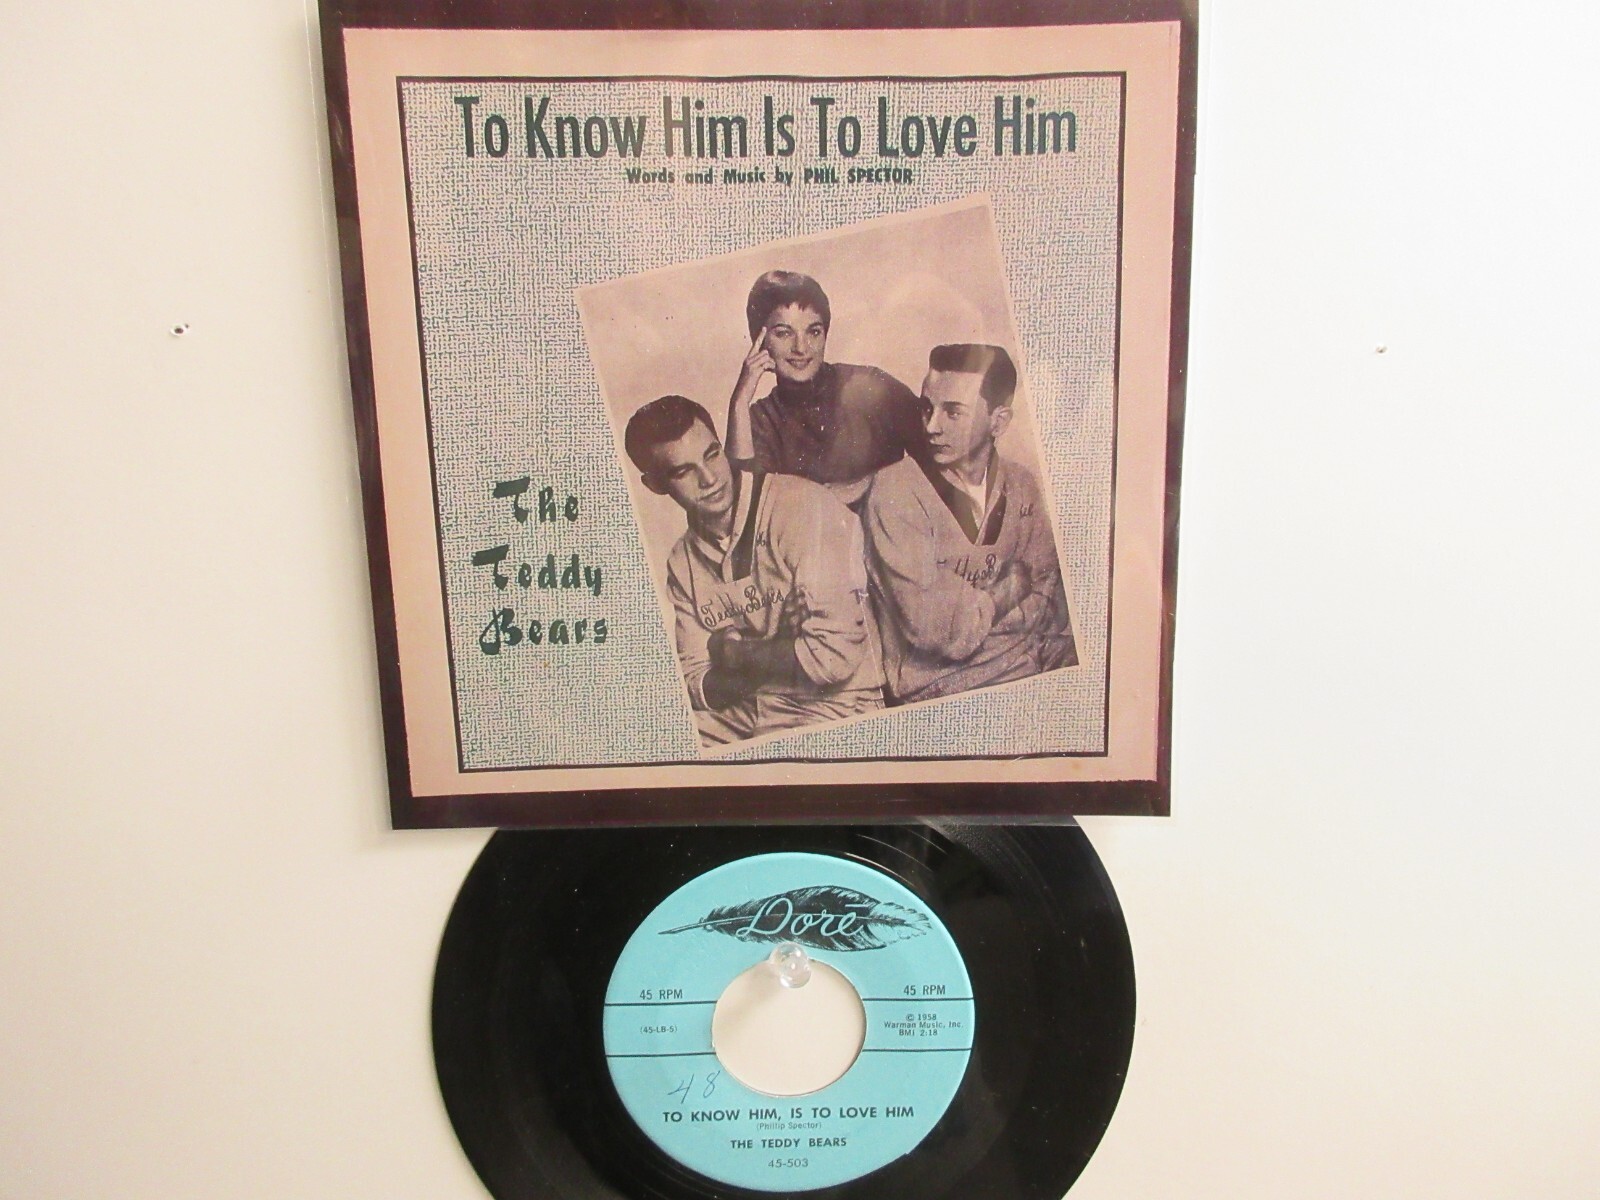 To Know Him Is To Love Him
Words and Music by PHIL SPECTOR
The
Teddy
Bears
Teddy Bears
Doré
45 RPM
45 RPM
(45-LB-5)
© 1958
Warman Music, Inc.
BMI 2:18
48
TO KNOW HIM, IS TO LOVE HIM
(Phillip Spector)
THE TEDDY BEARS
45-503